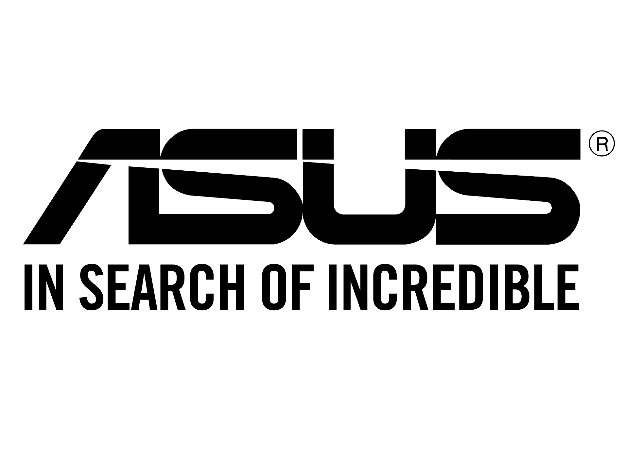 ASUS®
IN SEARCH OF INCREDIBLE